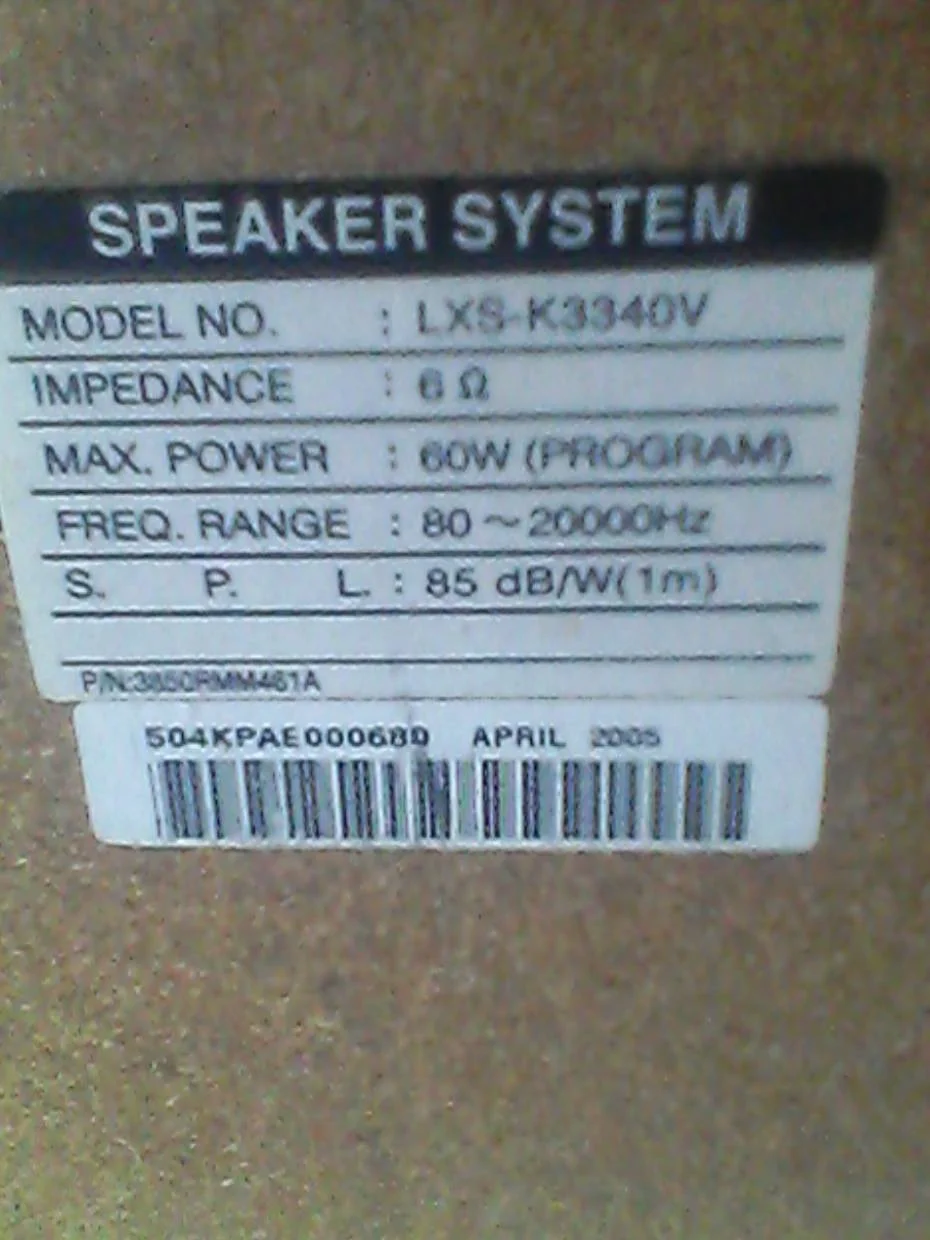 SPEAKER SYSTEM
MODEL NO. : LXS-K3340V
IMPEDANCE : 6 Ω
MAX. POWER : 60W (PROGRAM)
FREQ. RANGE : 80 ~ 20000Hz
S. P. L. : 85 dB/W(1m)
P/N:3850RMM461A
504KPAE000680 APRIL 2005